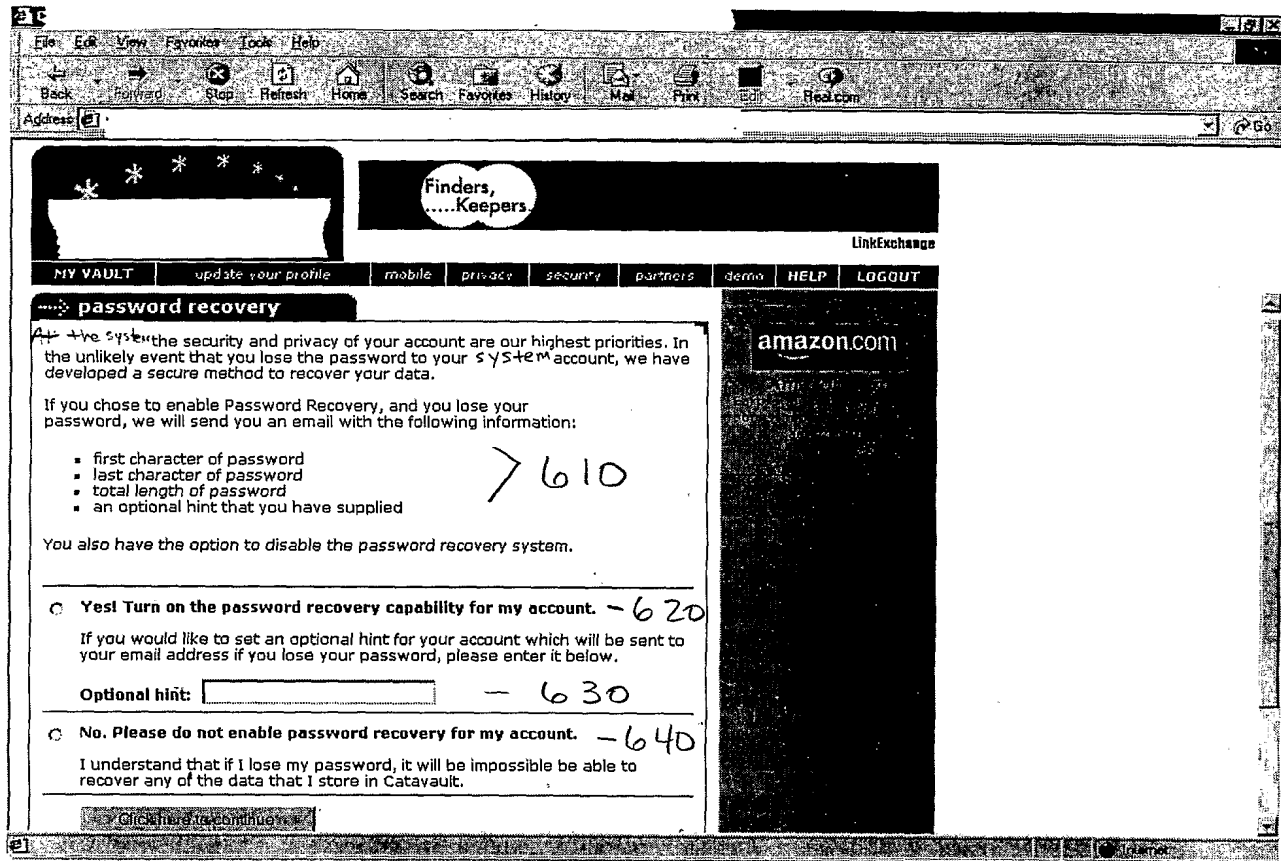 File Edit View Favorites Tools Help
Back Forward Stop Refresh Home Search Favorites History Mail Print Edit Real.com
Address Go
Finders,
.....Keepers.
LinkExchange
MY VAULT update your profile mobile privacy security partners demo HELP LOGOUT
password recovery
At the system the security and privacy of your account are our highest priorities. In
the unlikely event that you lose the password to your system account, we have
developed a secure method to recover your data.
amazon.com
If you chose to enable Password Recovery, and you lose your
password, we will send you an email with the following information:
▪ first character of password
▪ last character of password
▪ total length of password
▪ an optional hint that you have supplied
> 610
You also have the option to disable the password recovery system.
Yes! Turn on the password recovery capability for my account. - 620
If you would like to set an optional hint for your account which will be sent to
your email address if you lose your password, please enter it below.
Optional hint: - 630
No. Please do not enable password recovery for my account. - 640
I understand that if I lose my password, it will be impossible be able to
recover any of the data that I store in Catavault.
Click here to continue
Internet